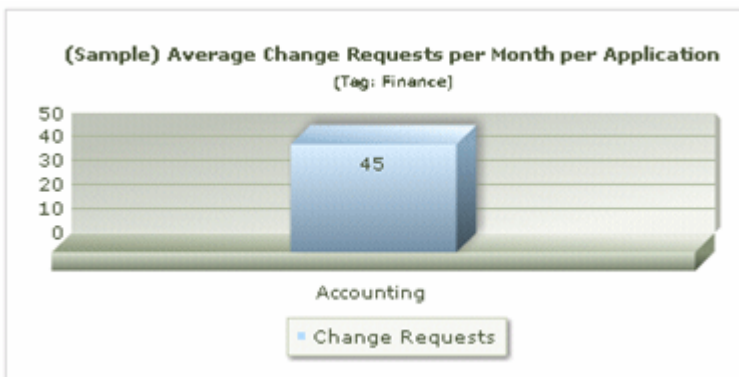 (Sample) Average Change Requests per Month per Application
(Tag: Finance)
50
40
30
20
10
0
45
Accounting
Change Requests